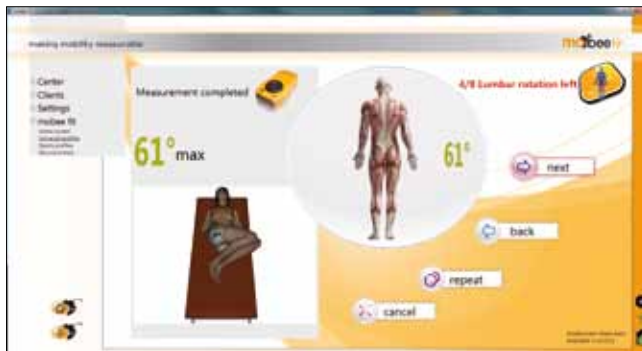 making mobility measurable
mobee fit
Center
Clients
Settings
mobee fit
Measurement completed
4/8 Lumbar rotation left
61° max
61°
next
back
repeat
cancel